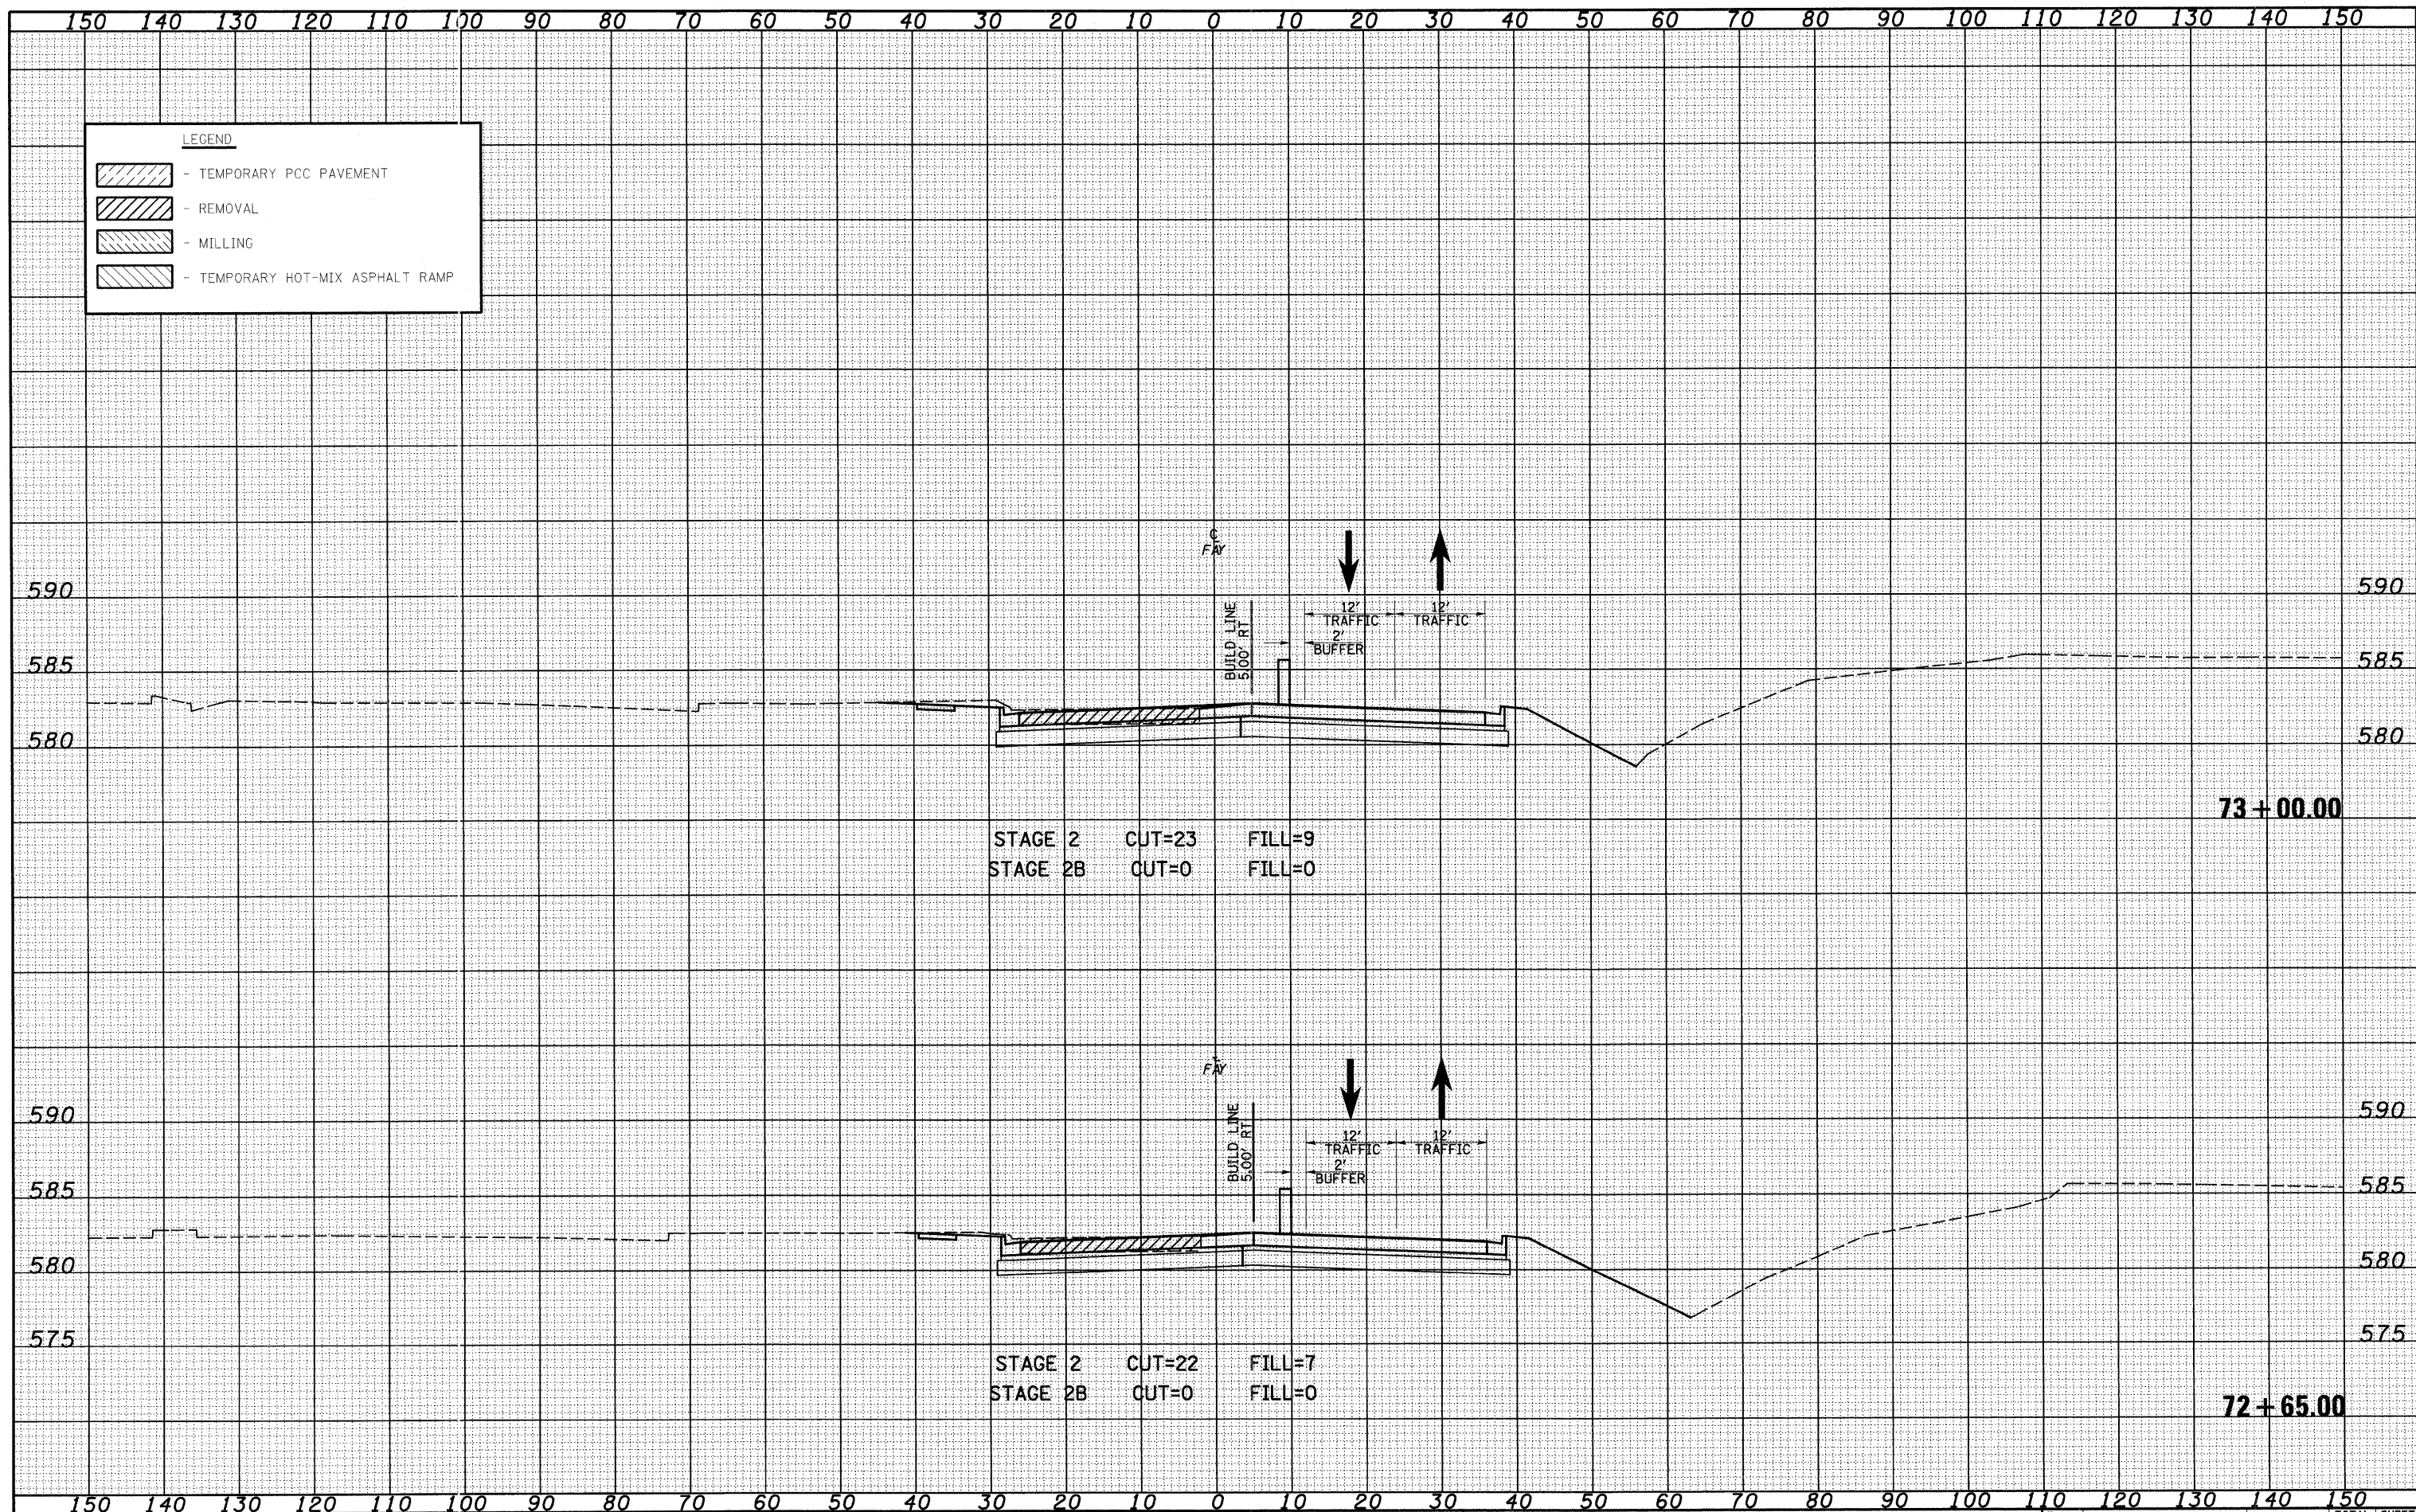 150 140 130 120 110 100 90 80 70 60 50 40 30 20 10 0 10 20 30 40 50 60 70 80 90 100 110 120 130 140 150
LEGEND
- TEMPORARY PCC PAVEMENT
- REMOVAL
- MILLING
- TEMPORARY HOT-MIX ASPHALT RAMP
℄
FAY
590 590
BUILD LINE
5.00' RT
12' 12'
TRAFFIC TRAFFIC
2'
BUFFER
585 585
580 580
73+00.00
STAGE 2 CUT=23 FILL=9
STAGE 2B CUT=0 FILL=0
FAY
590 590
BUILD LINE
5.00' RT
12' 12'
TRAFFIC TRAFFIC
2'
BUFFER
585 585
580 580
575 575
STAGE 2 CUT=22 FILL=7
STAGE 2B CUT=0 FILL=0
72+65.00
150 140 130 120 110 100 90 80 70 60 50 40 30 20 10 0 10 20 30 40 50 60 70 80 90 100 110 120 130 140 150